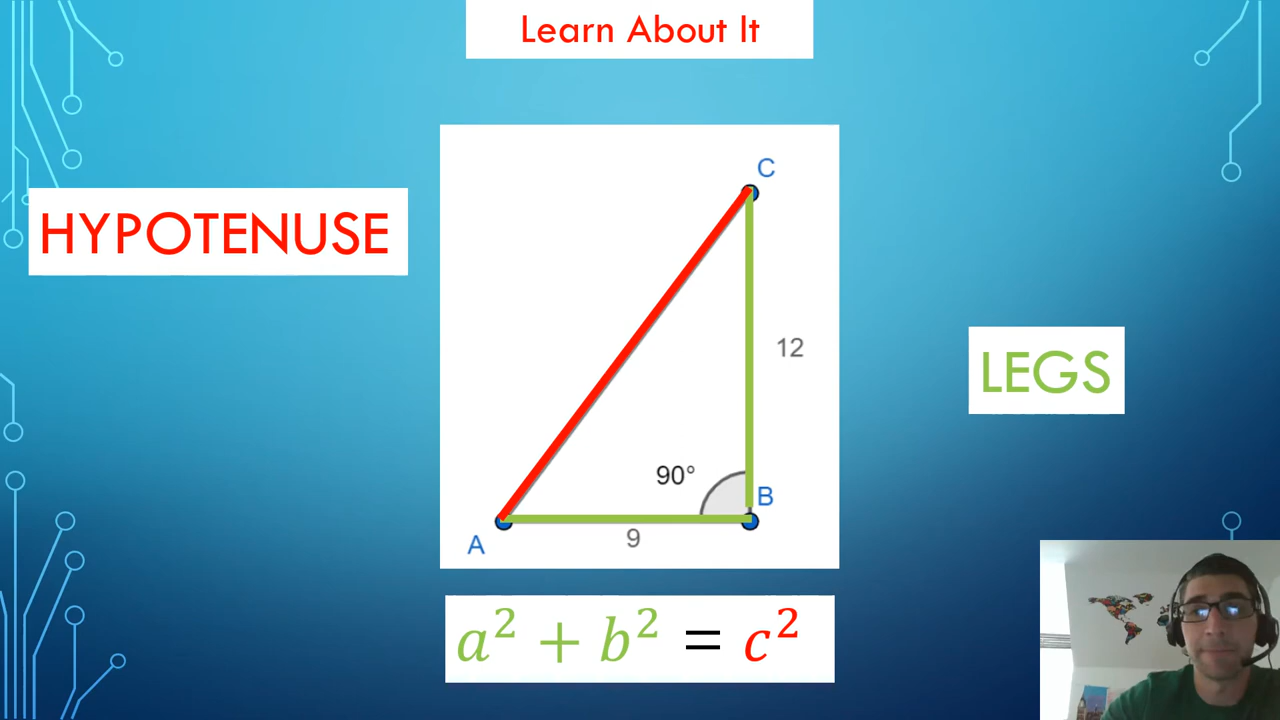 Learn About It
HYPOTENUSE
C
12
LEGS
90°
B
9
A
a² + b² = c²